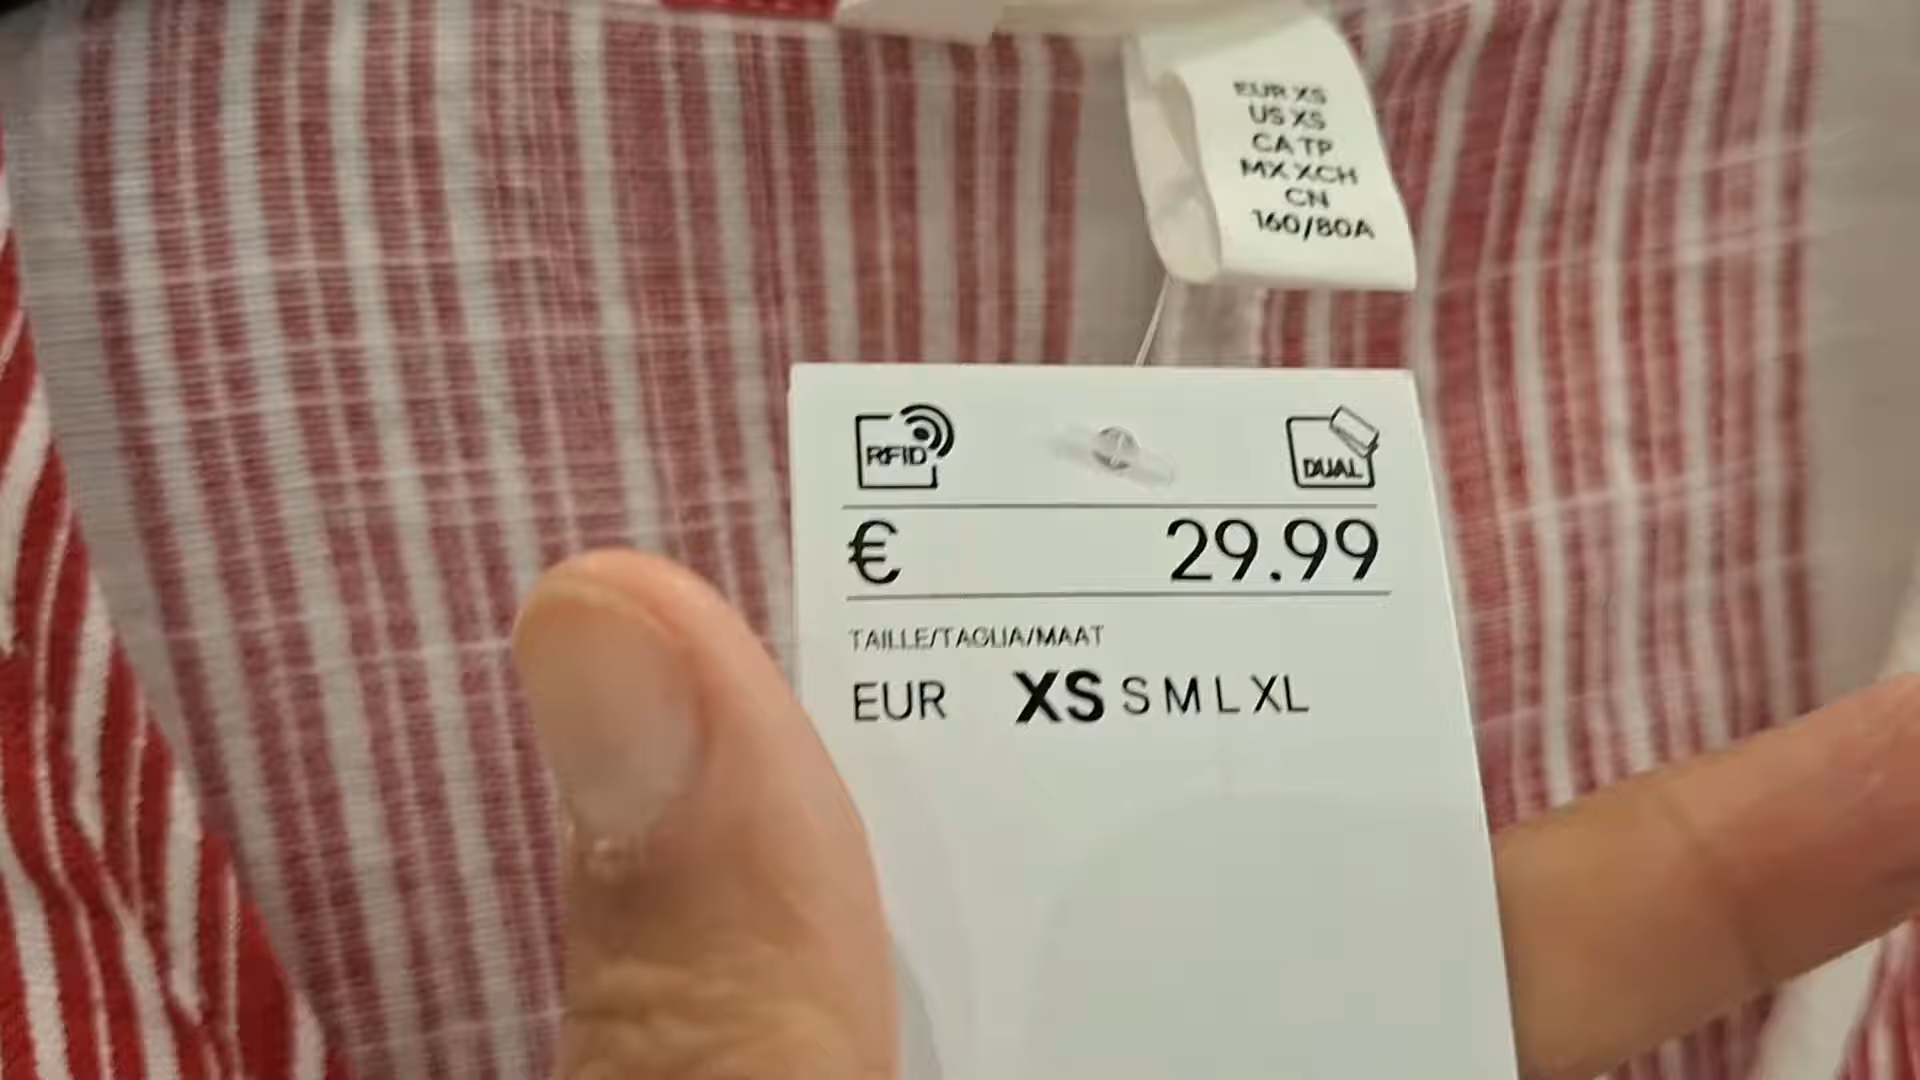 EUR XS
US XS
CA TP
MX XCH
CN
160/80A
RFID
DUAL
€ 29.99
TAILLE/TAGLIA/MAAT
EUR XS S M L XL